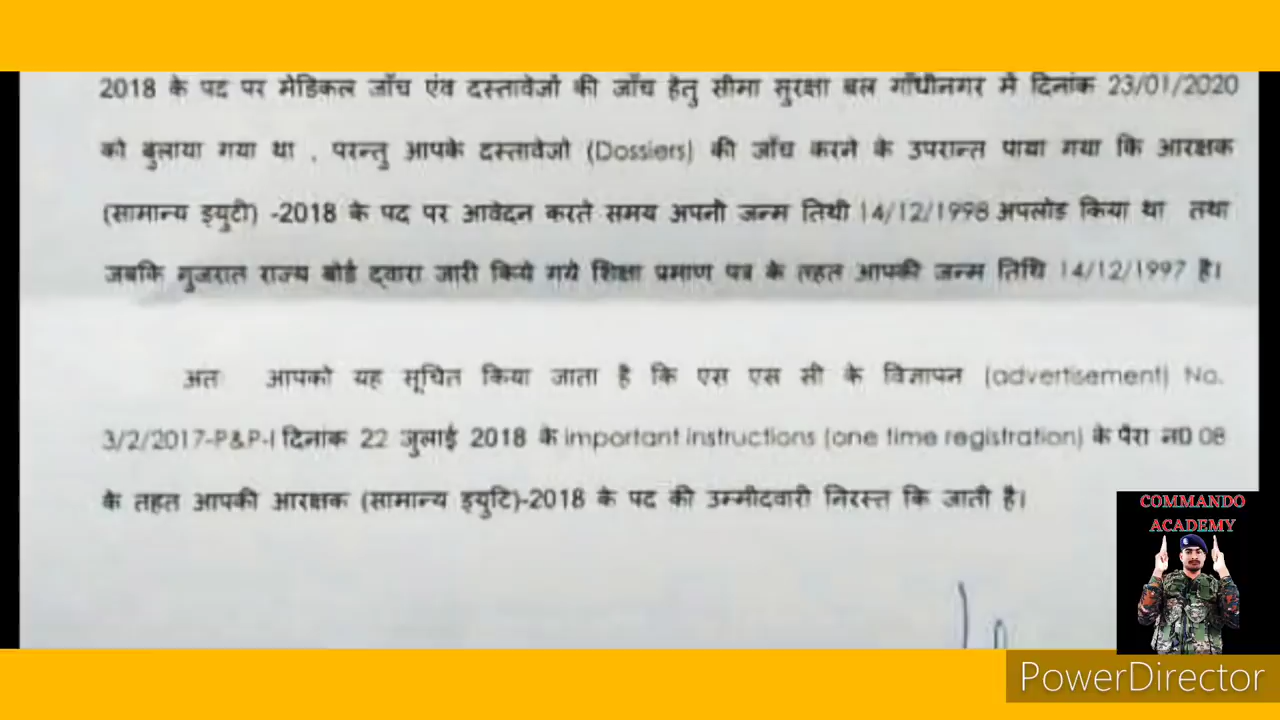 2018 के पद पर मेडिकल जाँच एंव दस्तावेजों की जाँच हेतु सीमा सुरक्षा बल गाँधीनगर में दिनांक 23/01/2020
को बुलाया गया था , परन्तु आपके दस्तावेजो (Dossiers) की जाँच करने के उपरान्त पाया गया कि आरक्षक
(सामान्य ड्युटी) -2018 के पद पर आवेदन करते समय अपनी जन्म तिथी 14/12/1998 अपलोड किया था तथा
जबकि गुजरात राज्य बोर्ड द्वारा जारी किये गये शिक्षा प्रमाण पत्र के तहत आपकी जन्म तिथि 14/12/1997 है।
अत आपको यह सूचित किया जाता है कि एस एस सी के विज्ञापन (advertisement) No.
3/2/2017-P&P-I दिनांक 22 जुलाई 2018 के important instructions (one time registration) के पैरा न0 08
के तहत आपकी आरक्षक (सामान्य ड्युटि)-2018 के पद की उम्मीदवारी निरस्त कि जाती है।
COMMANDO
ACADEMY
PowerDirector